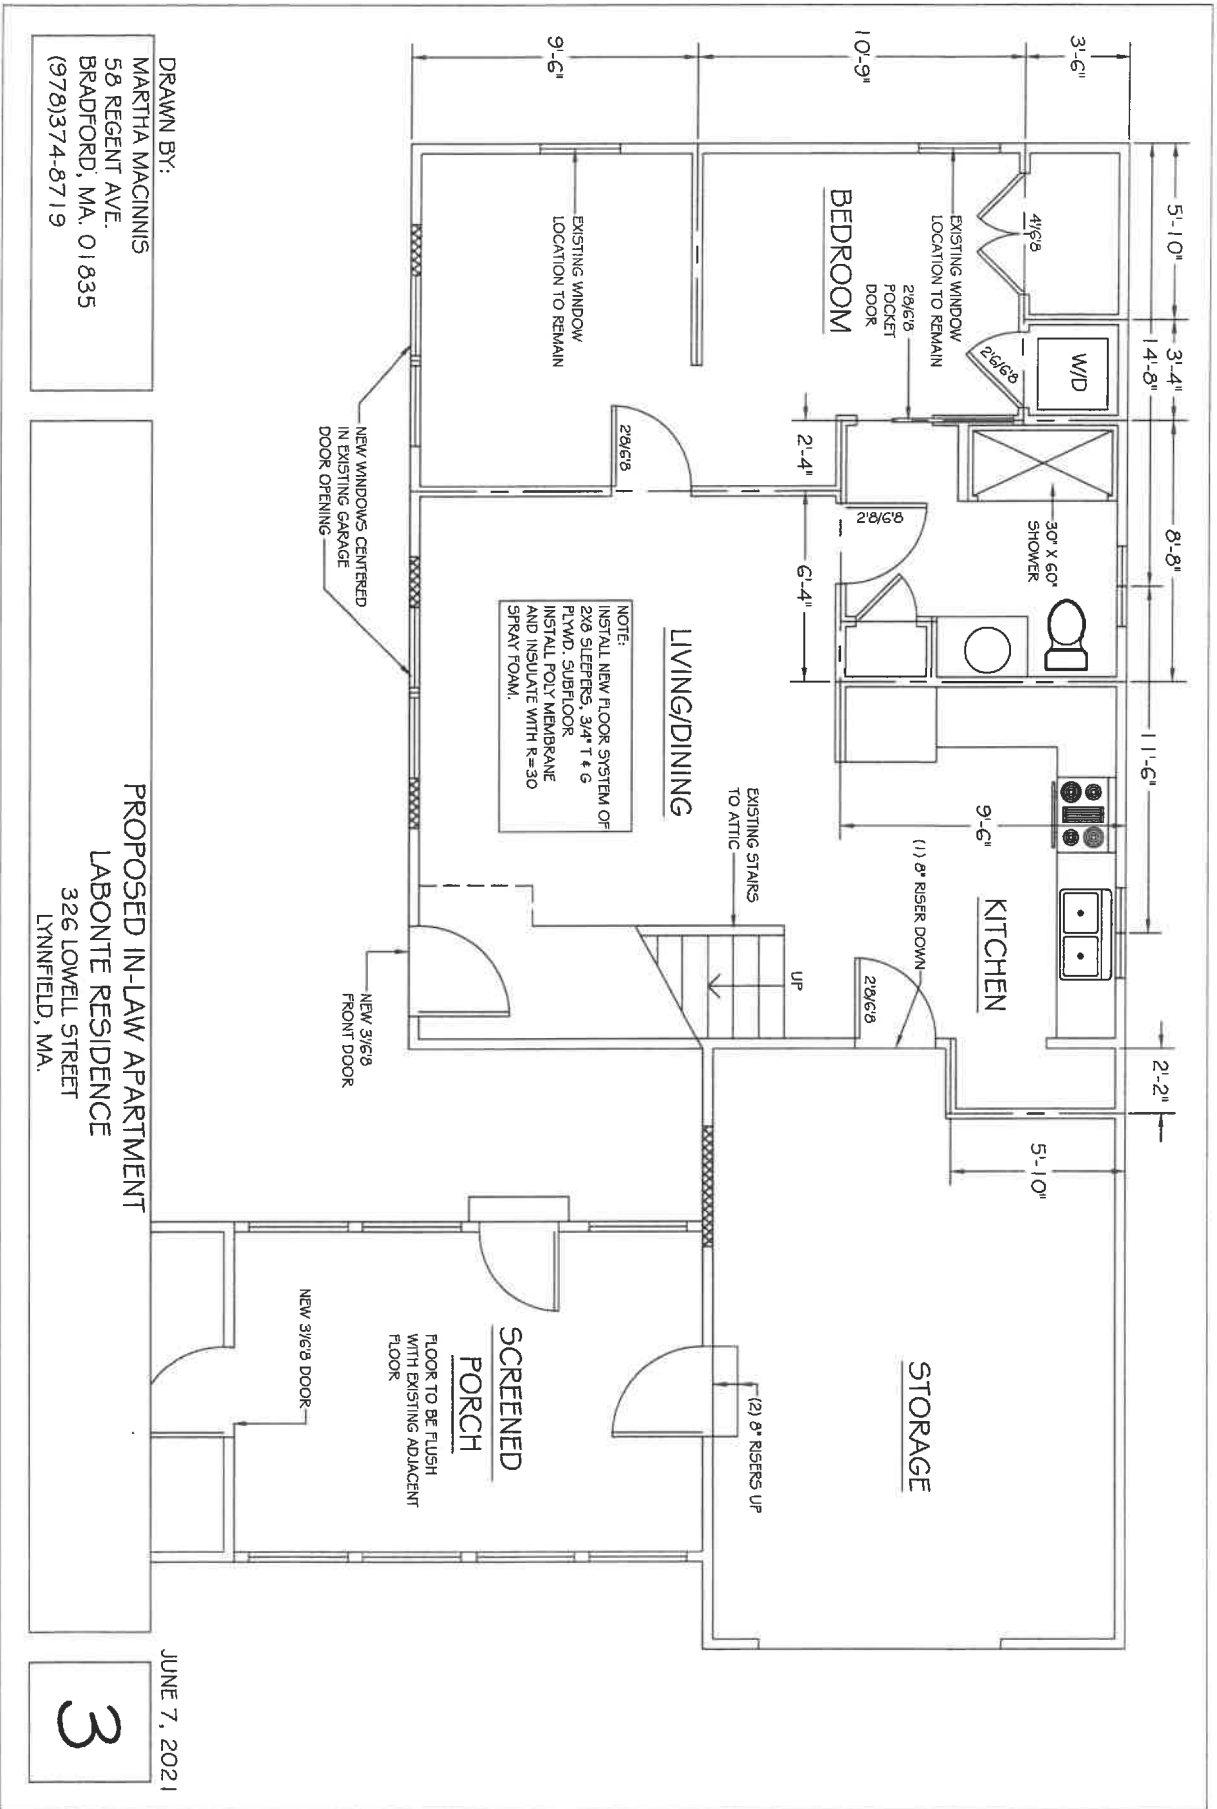 5'-10"
3'-4"
8'-8"
14'-8"
11'-6"
2'-2"
3'-6"
10'-9"
9'-6"
4'/6'8
W/D
2'6/6'8
30" X 60"
SHOWER
EXISTING WINDOW
LOCATION TO REMAIN
2'8/6'8
POCKET
DOOR
BEDROOM
2'-4"
6'-4"
2'8/6'8
9'-6"
KITCHEN
(1) 8" RISER DOWN
2'8/6'8
5'-10"
STORAGE
UP
EXISTING STAIRS
TO ATTIC
(2) 8" RISERS UP
EXISTING WINDOW
LOCATION TO REMAIN
2'8/6'8
LIVING/DINING
NOTE:
INSTALL NEW FLOOR SYSTEM OF
2X8 SLEEPERS, 3/4" T & G
PLYWD. SUBFLOOR
INSTALL POLY MEMBRANE
AND INSULATE WITH R=30
SPRAY FOAM.
SCREENED
PORCH
FLOOR TO BE FLUSH
WITH EXISTING ADJACENT
FLOOR
NEW WINDOWS CENTERED
IN EXISTING GARAGE
DOOR OPENING
NEW 3'/6'8
FRONT DOOR
NEW 3'/6'8 DOOR
DRAWN BY:
MARTHA MACINNIS
58 REGENT AVE.
BRADFORD, MA. 01835
(978)374-8719
PROPOSED IN-LAW APARTMENT
LABONTE RESIDENCE
326 LOWELL STREET
LYNNFIELD, MA.
JUNE 7, 2021
3